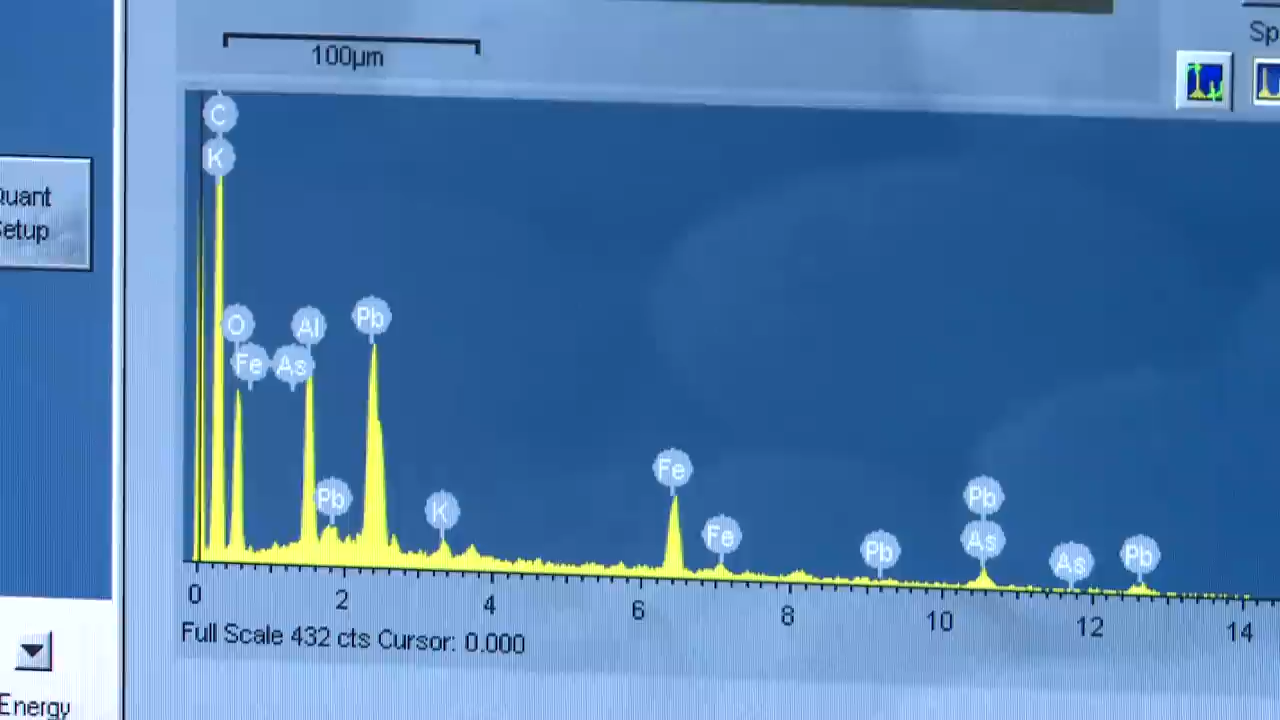 Sp
100µm
C
K
Quant
Setup
O
Al
Pb
Fe
As
Pb
K
Fe
Fe
Pb
Pb
As
As
Pb
0
2
4
6
8
10
12
14
Full Scale 432 cts Cursor: 0.000
Energy